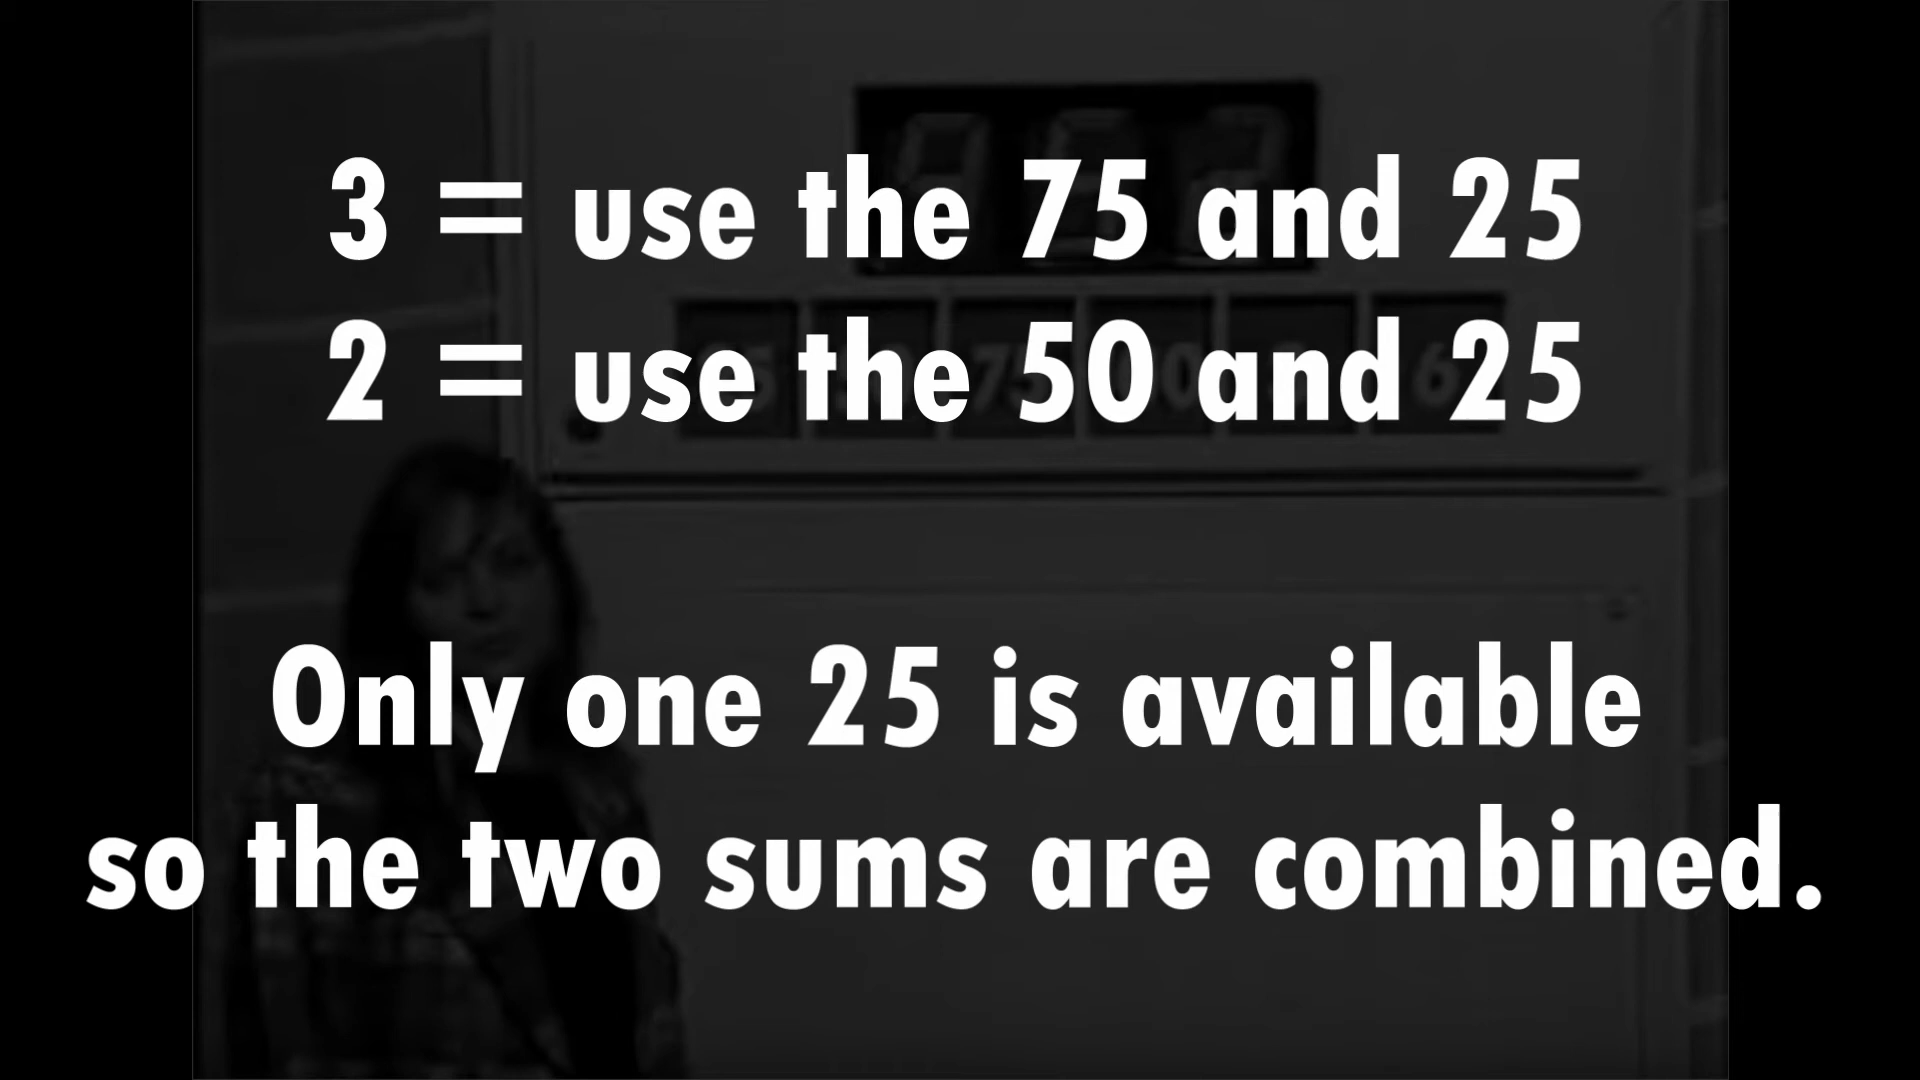 3 = use the 75 and 25
2 = use the 50 and 25
Only one 25 is available
so the two sums are combined.